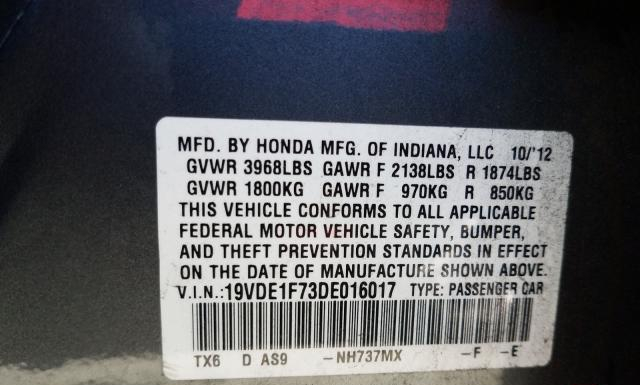 MFD. BY HONDA MFG. OF INDIANA, LLC 10/'12
GVWR 3968LBS GAWR F 2138LBS R 1874LBS
GVWR 1800KG GAWR F 970KG R 850KG
THIS VEHICLE CONFORMS TO ALL APPLICABLE
FEDERAL MOTOR VEHICLE SAFETY, BUMPER,
AND THEFT PREVENTION STANDARDS IN EFFECT
ON THE DATE OF MANUFACTURE SHOWN ABOVE.
V.I.N.:19VDE1F73DE016017 TYPE: PASSENGER CAR
TX6 D AS9 -NH737MX -F -E